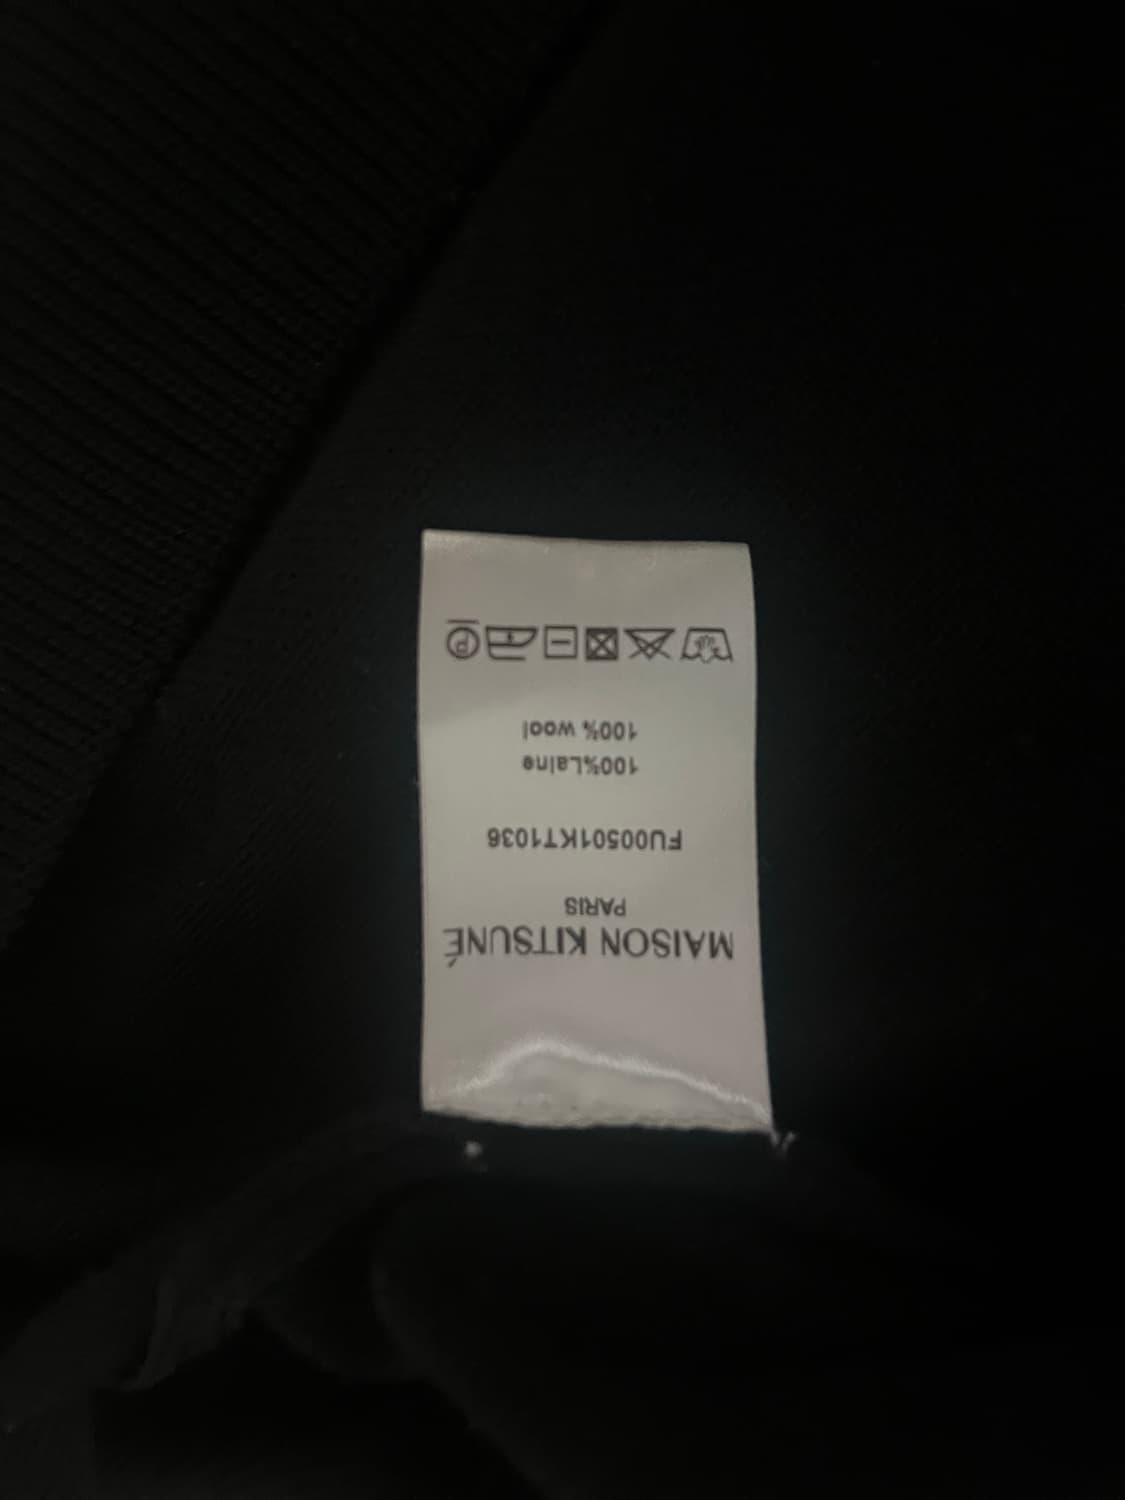 MAISON KITSUNÉ
PARIS
FU00501KT1036
100%Laine
100% wool
P